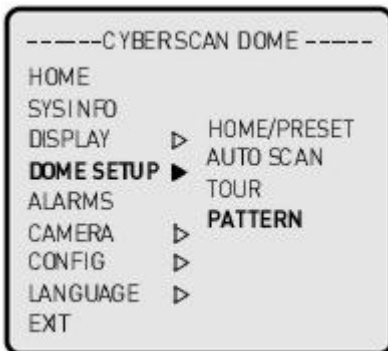 ------CYBERSCAN DOME------
HOME
SYSINFO
DISPLAY ▷
DOME SETUP ▶
ALARMS
CAMERA ▷
CONFIG ▷
LANGUAGE ▷
EXIT
HOME/PRESET
AUTO SCAN
TOUR
PATTERN